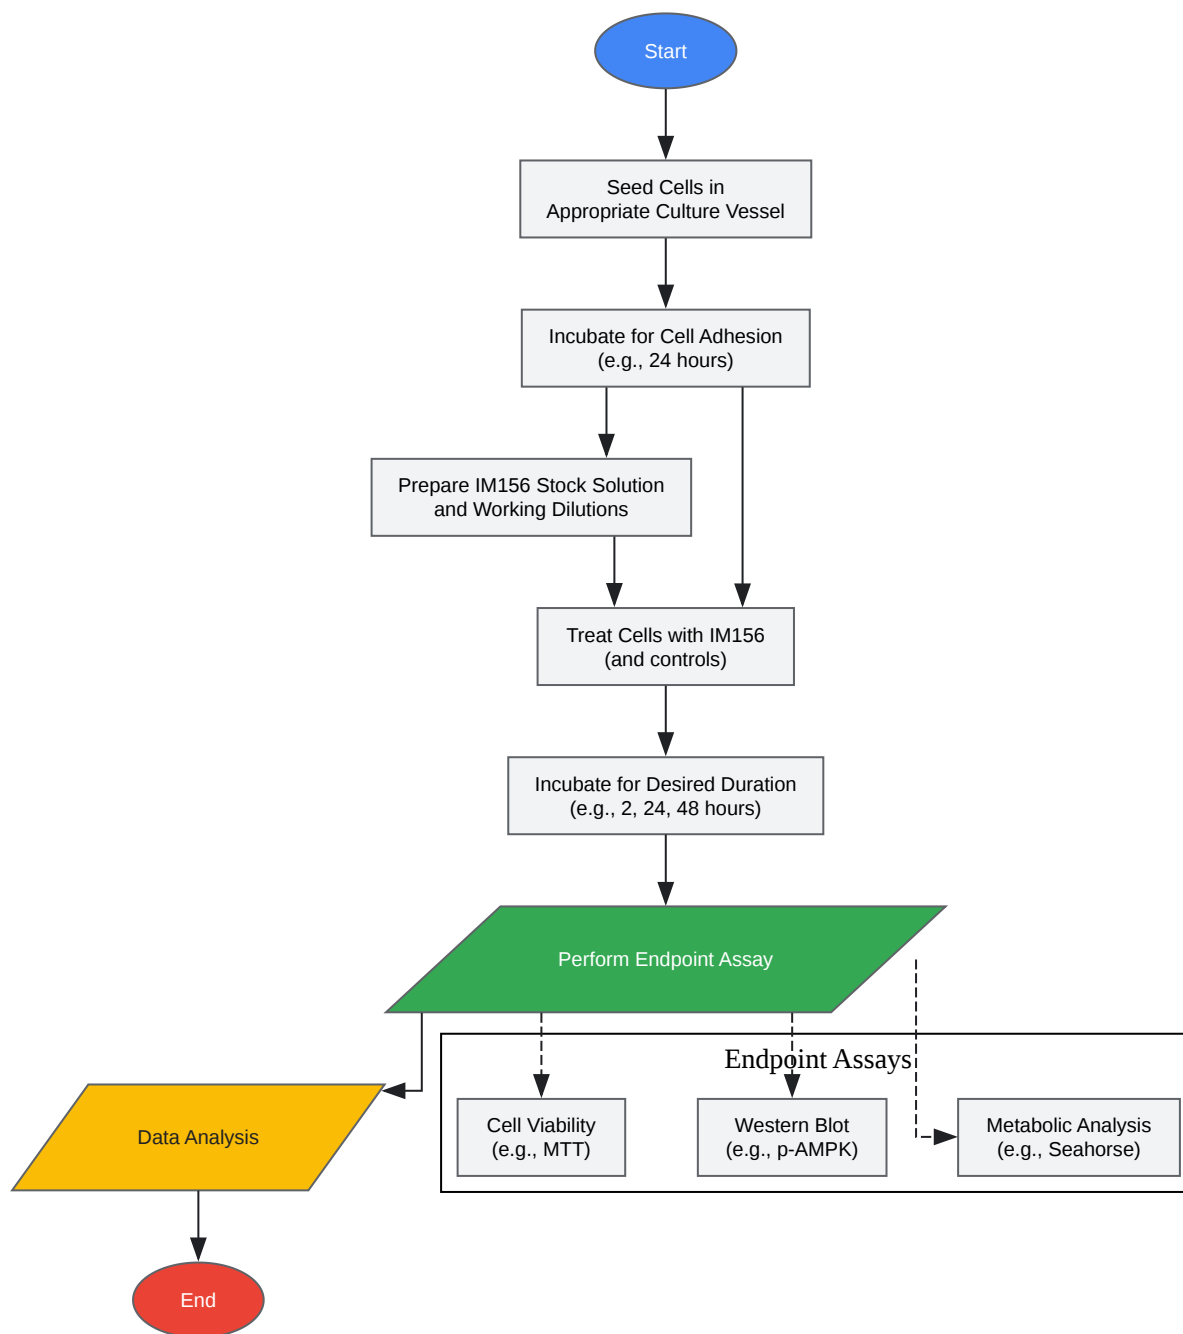 Start
Seed Cells in
Appropriate Culture Vessel
Incubate for Cell Adhesion
(e.g., 24 hours)
Prepare IM156 Stock Solution
and Working Dilutions
Treat Cells with IM156
(and controls)
Incubate for Desired Duration
(e.g., 2, 24, 48 hours)
Perform Endpoint Assay
Endpoint Assays
Data Analysis
Cell Viability
(e.g., MTT)
Western Blot
(e.g., p-AMPK)
Metabolic Analysis
(e.g., Seahorse)
End